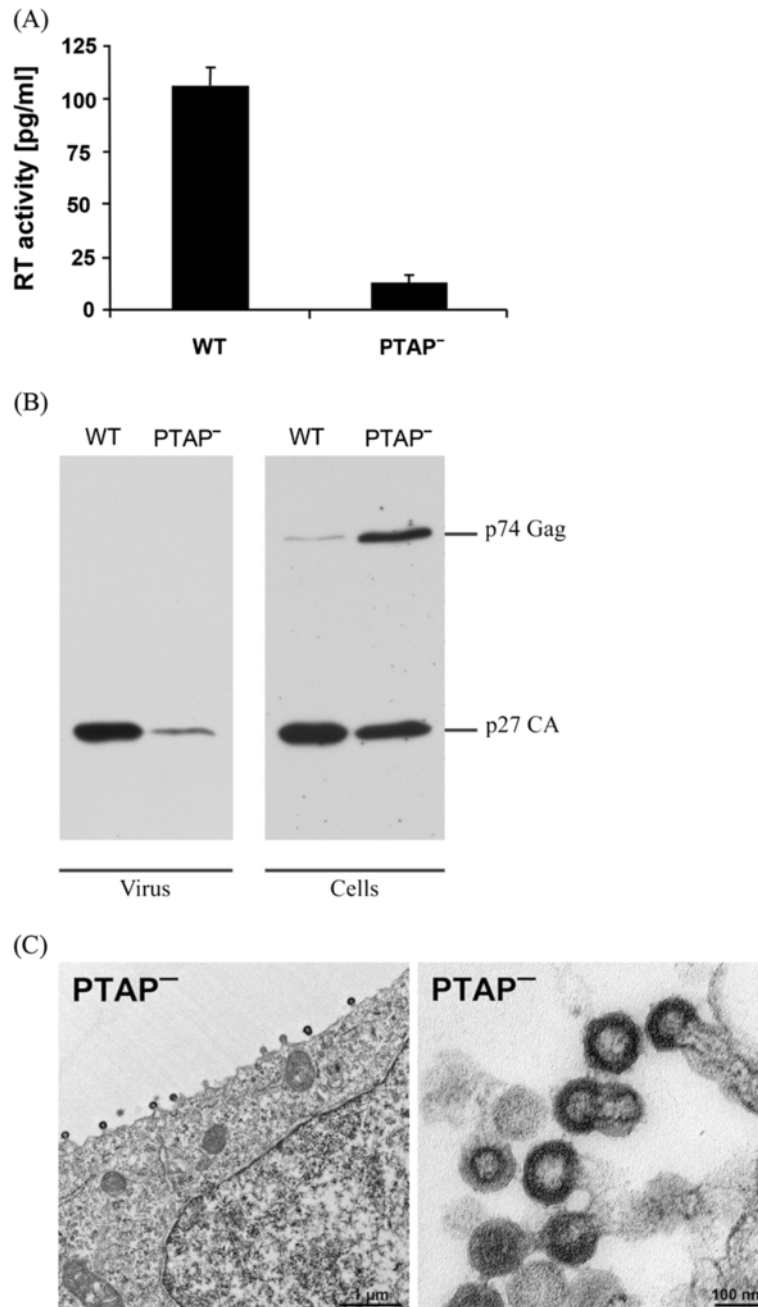 (A)
RT activity [pg/ml]
125
100
75
50
25
0
WT PTAP⁻
(B)
WT PTAP⁻ WT PTAP⁻
p74 Gag
p27 CA
Virus Cells
(C)
PTAP⁻ PTAP⁻
1 μm 100 nm